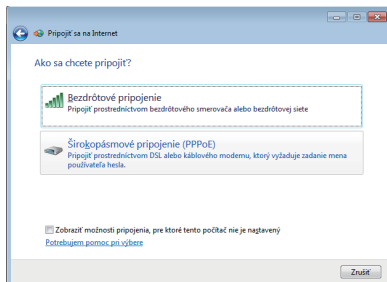 Pripojiť sa na Internet
Ako sa chcete pripojiť?
Bezdrôtové pripojenie
Pripojiť prostredníctvom bezdrôtového smerovača alebo bezdrôtovej siete
Širokopásmové pripojenie (PPPoE)
Pripojiť prostredníctvom DSL alebo káblového modemu, ktorý vyžaduje zadanie mena
používateľa hesla.
Zobraziť možnosti pripojenia, pre ktoré tento počítač nie je nastavený
Potrebujem pomoc pri výbere
Zrušiť